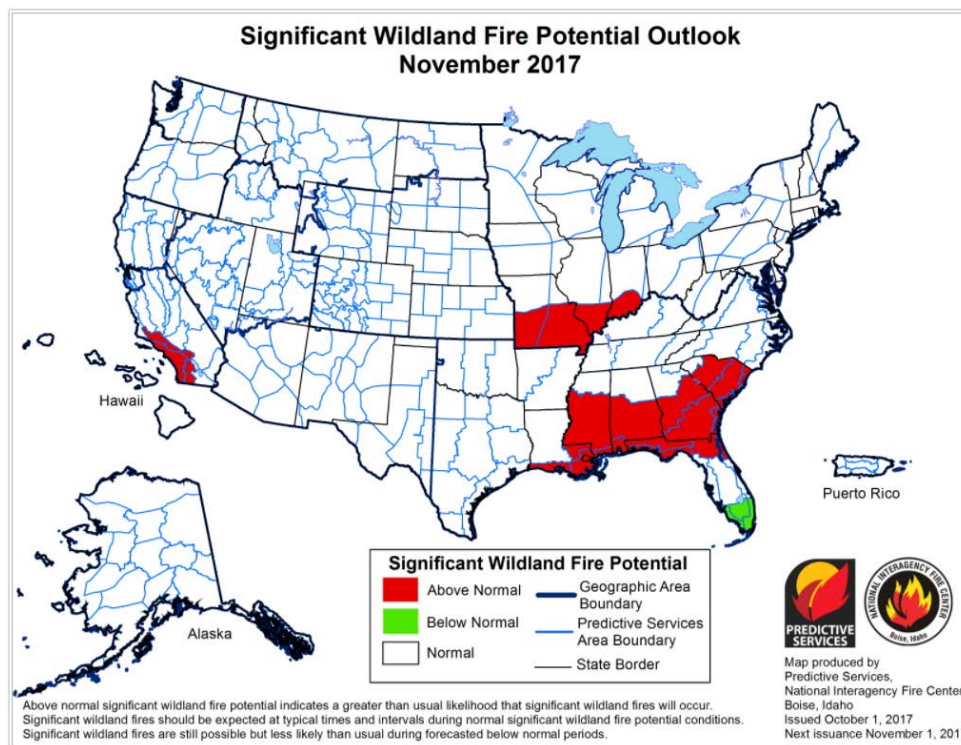 Significant Wildland Fire Potential Outlook
November 2017
Hawaii
Puerto Rico
Alaska
Significant Wildland Fire Potential
Above Normal
Below Normal
Normal
Geographic Area
Boundary
Predictive Services
Area Boundary
State Border
PREDICTIVE
SERVICES
NATIONAL INTERAGENCY FIRE CENTER
Boise, Idaho
Map produced by
Predictive Services,
National Interagency Fire Center
Boise, Idaho
Issued October 1, 2017
Next issuance November 1, 201
Above normal significant wildland fire potential indicates a greater than usual likelihood that significant wildland fires will occur.
Significant wildland fires should be expected at typical times and intervals during normal significant wildland fire potential conditions.
Significant wildland fires are still possible but less likely than usual during forecasted below normal periods.